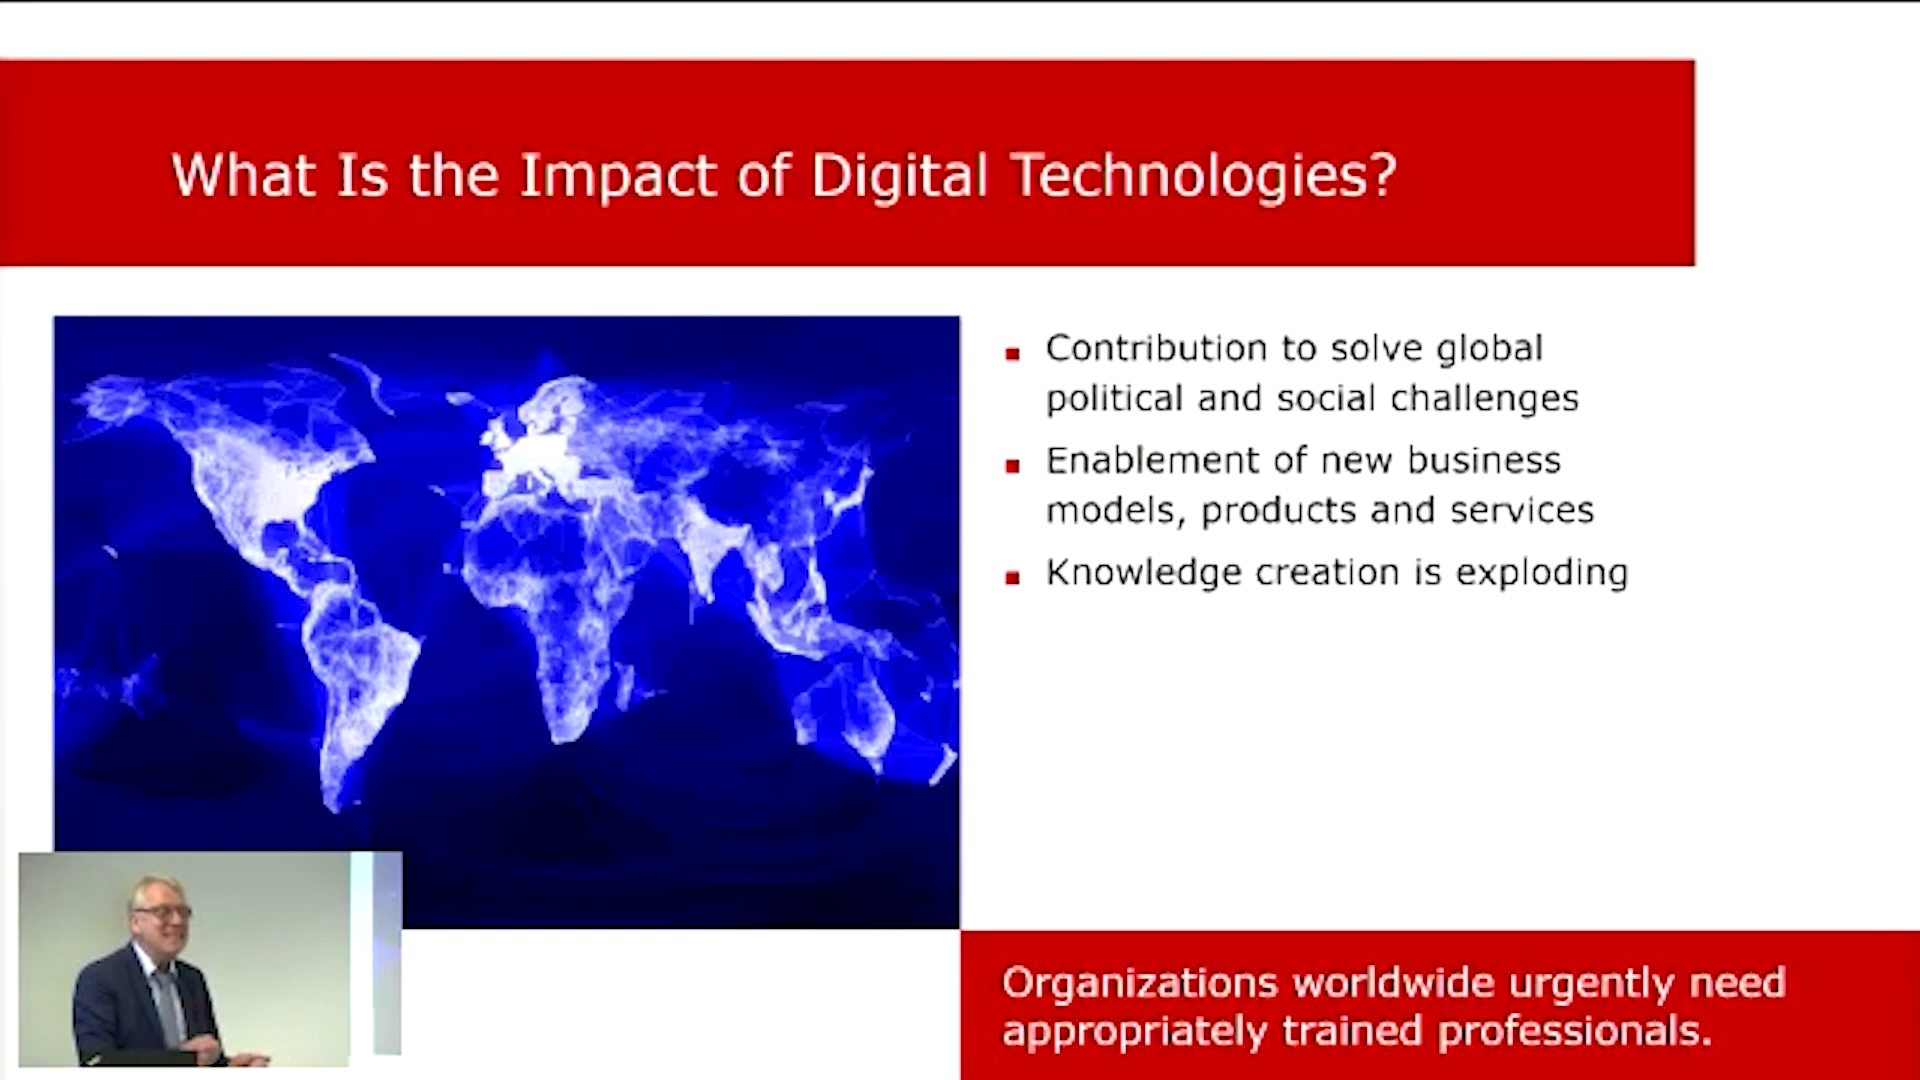 What Is the Impact of Digital Technologies?
Contribution to solve global
political and social challenges
Enablement of new business
models, products and services
Knowledge creation is exploding
Organizations worldwide urgently need
appropriately trained professionals.